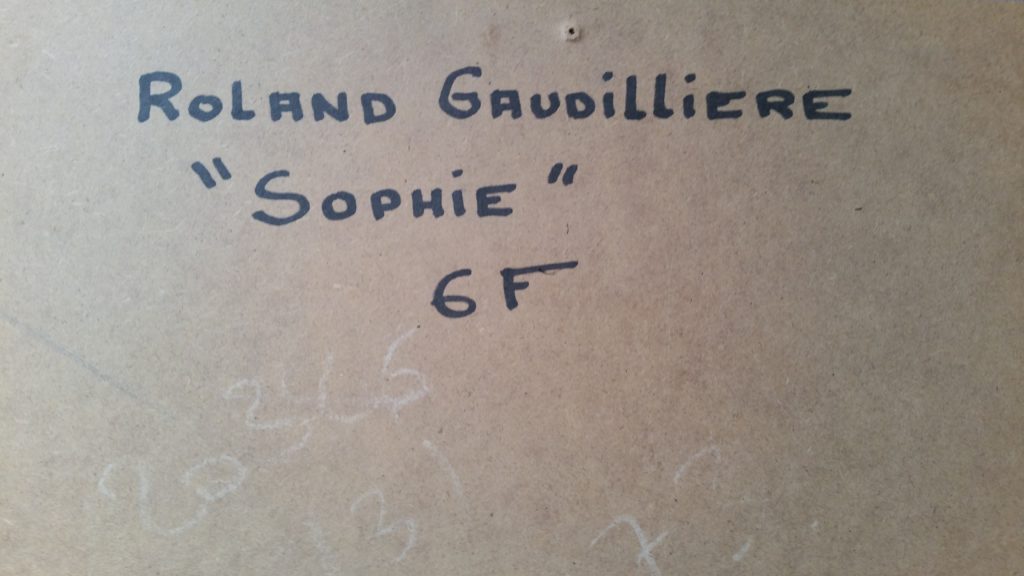 Roland Gaudilliere
"Sophie"
6F